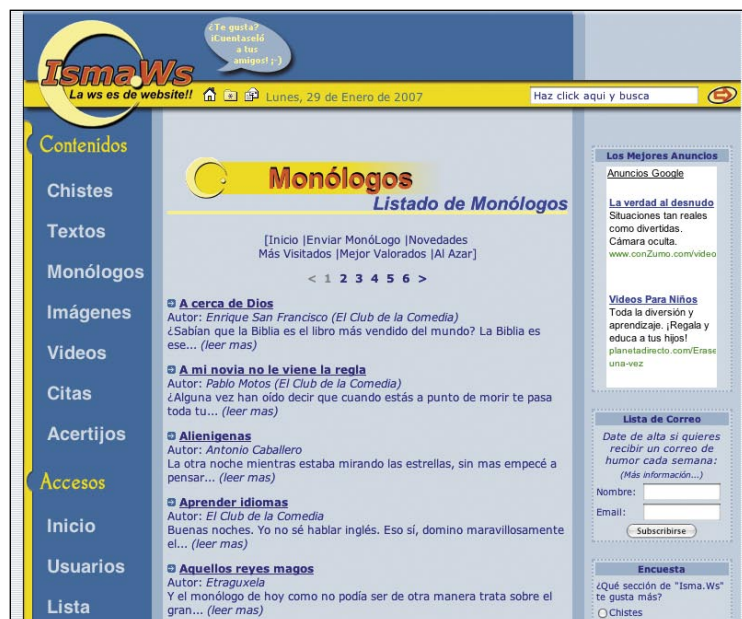 ¿Te gusta?
¡Cuentaseló
a tus
amigos! ;-)
Isma.Ws
La ws es de website!!
Lunes, 29 de Enero de 2007
Haz click aqui y busca
Contenidos
Chistes
Textos
Monólogos
Imágenes
Videos
Citas
Acertijos
Accesos
Inicio
Usuarios
Lista
Monólogos
Listado de Monólogos
[Inicio |Enviar MonóLogo |Novedades
Más Visitados |Mejor Valorados |Al Azar]
< 1 2 3 4 5 6 >
A cerca de Dios
Autor: Enrique San Francisco (El Club de la Comedia)
¿Sabían que la Biblia es el libro más vendido del mundo? La Biblia es
ese... (leer mas)
A mi novia no le viene la regla
Autor: Pablo Motos (El Club de la Comedia)
¿Alguna vez han oído decir que cuando estás a punto de morir te pasa
toda tu... (leer mas)
Alienigenas
Autor: Antonio Caballero
La otra noche mientras estaba mirando las estrellas, sin mas empecé a
pensar... (leer mas)
Aprender idiomas
Autor: El Club de la Comedia
Buenas noches. Yo no sé hablar inglés. Eso sí, domino maravillosamente
el... (leer mas)
Aquellos reyes magos
Autor: Etraguxela
Y el monólogo de hoy como no podía ser de otra manera trata sobre el
gran... (leer mas)
Los Mejores Anuncios
Anuncios Google
La verdad al desnudo
Situaciones tan reales
como divertidas.
Cámara oculta.
www.conZumo.com/video
Videos Para Niños
Toda la diversión y
aprendizaje. ¡Regala y
educa a tus hijos!
planetadirecto.com/Erase
una-vez
Lista de Correo
Date de alta si quieres
recibir un correo de
humor cada semana:
(Más información...)
Nombre:
Email:
Subscribirse
Encuesta
¿Qué sección de "Isma.Ws"
te gusta más?
Chistes